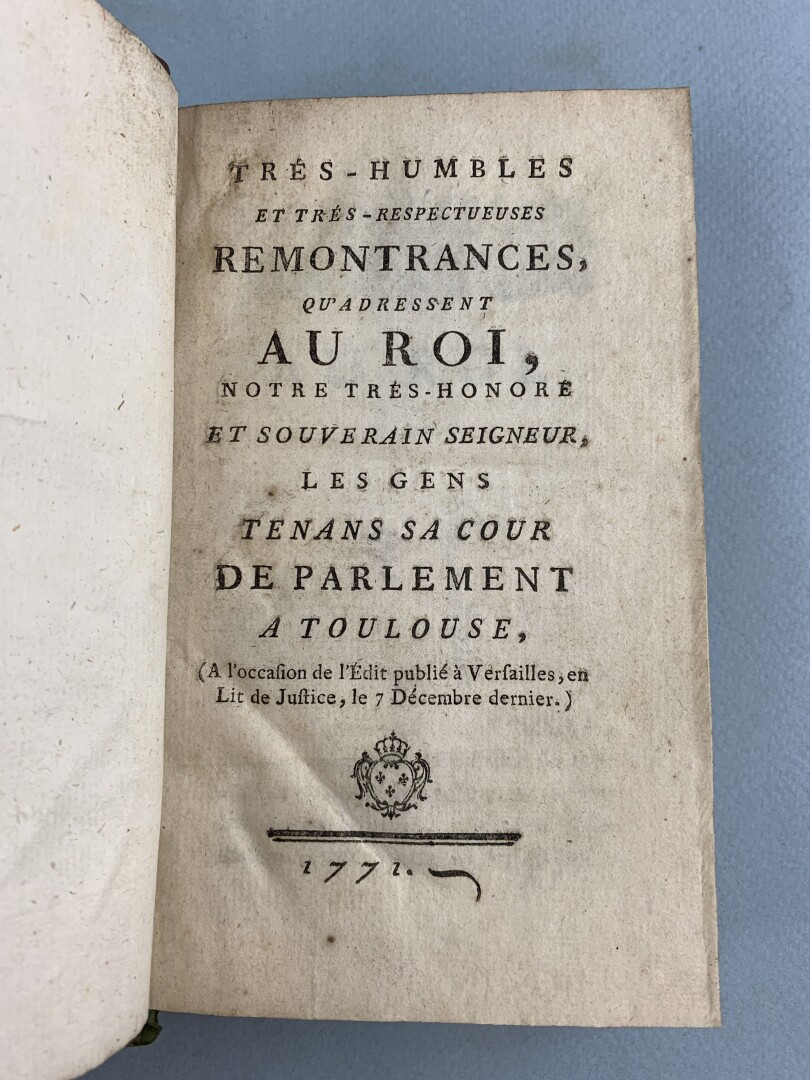 TRÉS-HUMBLES
ET TRÉS-RESPECTUEUSES
REMONTRANCES,
QU'ADRESSENT
AU ROI,
NOTRE TRÉS-HONORÉ
ET SOUVERAIN SEIGNEUR,
LES GENS
TENANS SA COUR
DE PARLEMENT
A TOULOUSE,
(A l'occaſion de l'Édit publié à Verſailles, en
Lit de Juſtice, le 7 Décembre dernier.)
1771.